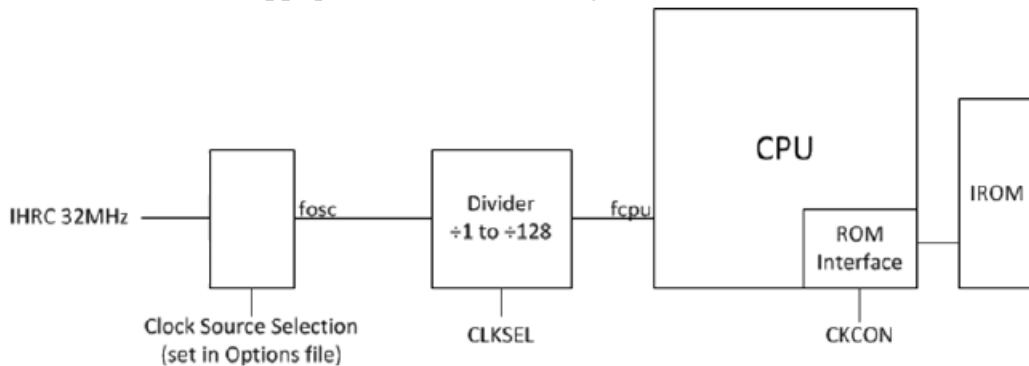 CPU
IHRC 32MHz
fosc
Divider
÷1 to ÷128
fcpu
IROM
ROM
Interface
Clock Source Selection
(set in Options file)
CLKSEL
CKCON